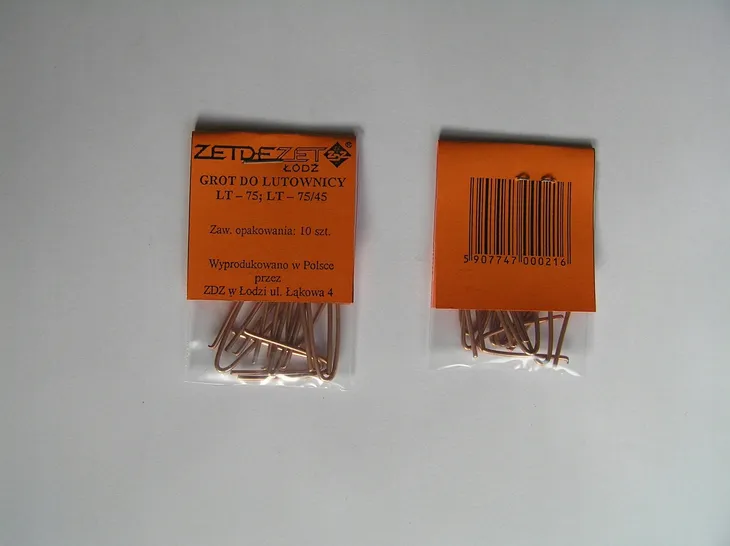 ZETDEZET ZDZ ®
ŁÓDŹ
GROT DO LUTOWNICY
LT – 75; LT – 75/45
Zaw. opakowania: 10 szt.
Wyprodukowano w Polsce
przez
ZDZ w Łodzi ul. Łąkowa 4
5 907747 000216